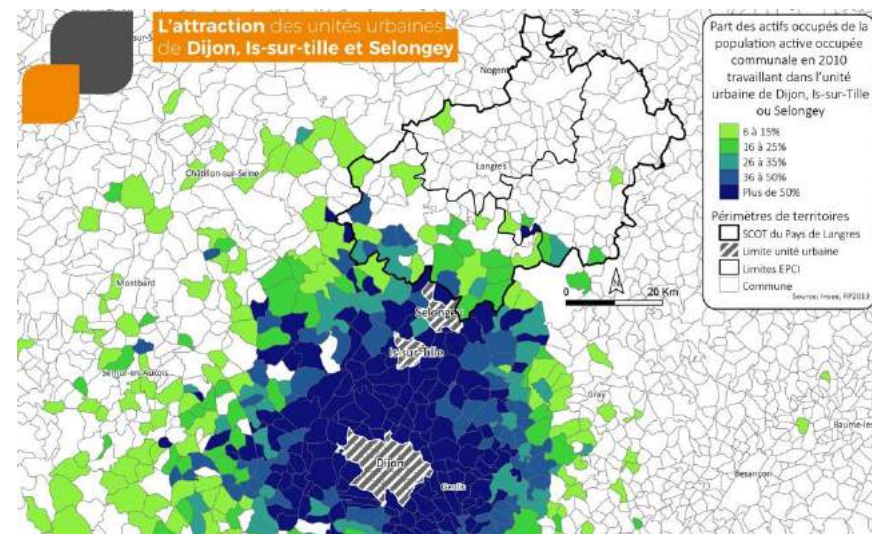 L'attraction des unités urbaines
de Dijon, Is-sur-tille et Selongey
Part des actifs occupés de la
population active occupée
communale en 2010
travaillant dans l'unité
urbaine de Dijon, Is-sur-Tille
ou Selongey
6 à 15%
16 à 25%
26 à 35%
36 à 50%
Plus de 50%
Périmètres de territoires
SCOT du Pays de Langres
Limite unité urbaine
Limites EPCI
Commune
Source: Insee, RP2013
0
20 Km
Nogent
Langres
Châtillon-sur-Seine
Montbard
Selongey
Is-sur-Tille
Semur-en-Auxois
Gray
Dijon
Genlis
Besançon
Baume-les